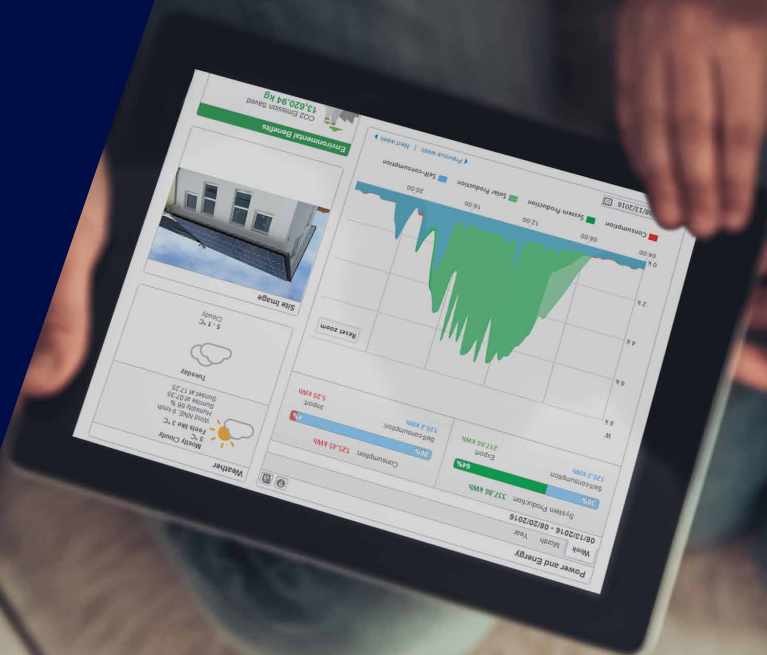 Power and Energy
Week
Month
Year
08/13/2016 - 08/20/2016
System Production: 337.86 kWh
36%
64%
Self-consumption: 120.2 kWh
Export: 217.66 kWh
Consumption: 125.45 kWh
96%
4%
Self-consumption: 120.2 kWh
Import: 5.25 kWh
W
8 k
6 k
4 k
2 k
0 k
Reset zoom
04:00
08:00
12:00
16:00
20:00
Consumption
System Production
Solar Production
Self-consumption
08/13/2016
Previous week | Next week
Weather
Mostly Cloudy
5 °C
Feels like 3 °C
Wind NNE, 9 km/h
Humidity 66 %
Sunrise at 07:35
Sunset at 17:25
Tuesday
5 - 1 °C
Cloudy
Site Image
Environmental Benefits
CO2 Emission Saved
13,620.94 kg